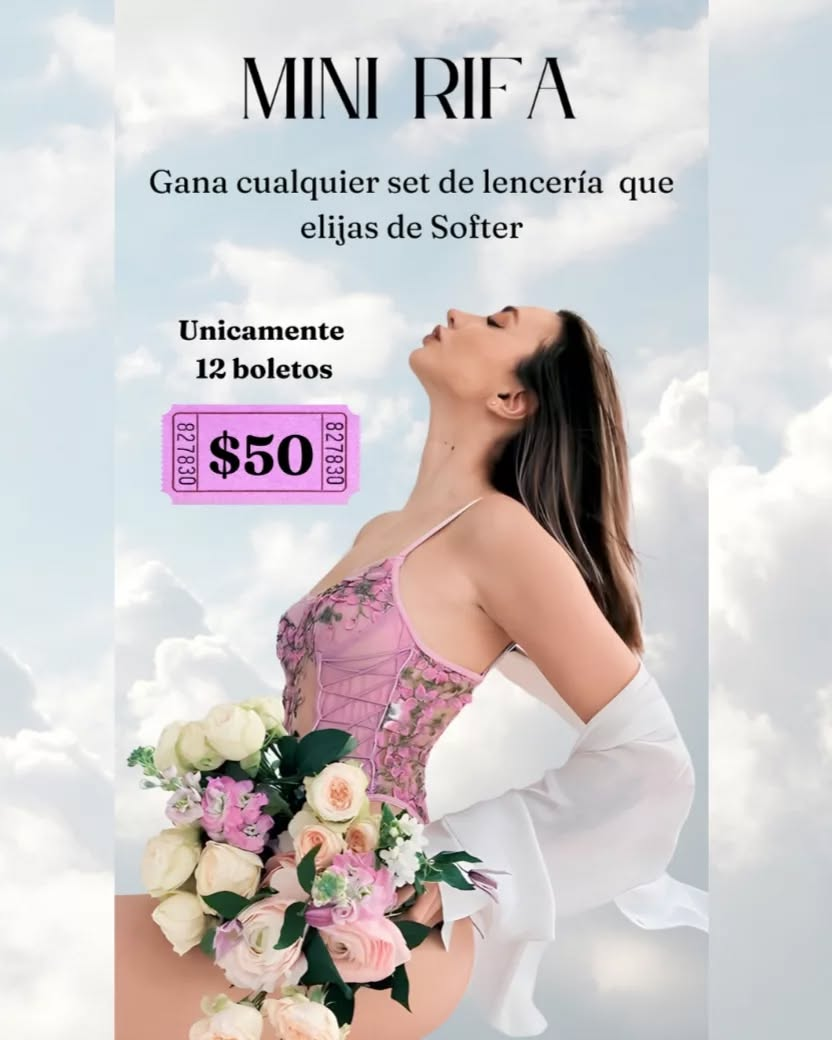 MINI RIFA
Gana cualquier set de lencería que
elijas de Softer
Unicamente
12 boletos
827830
$50
827830